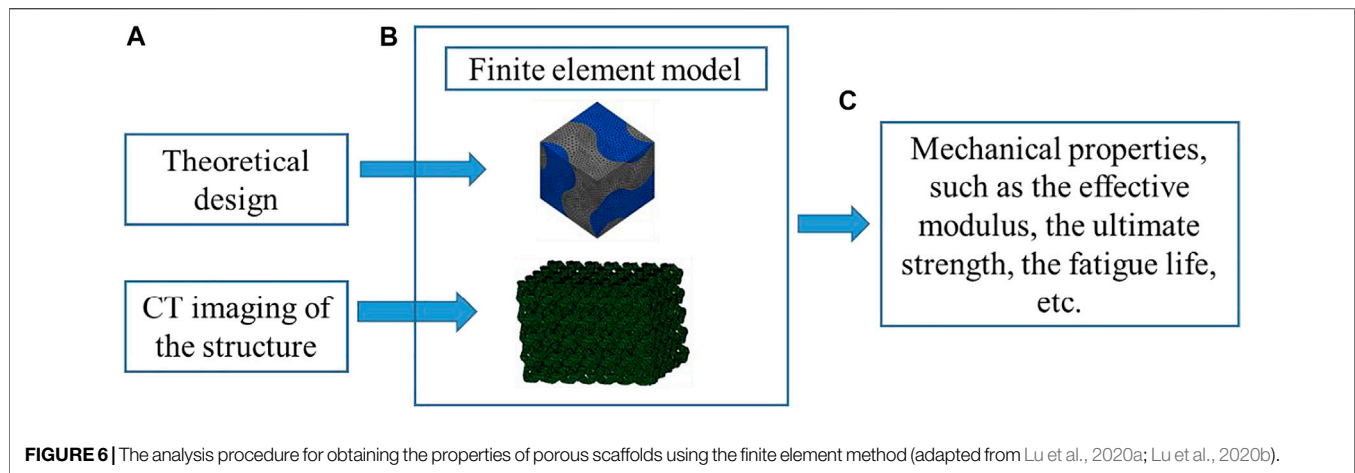 A
B
Finite element model
C
Theoretical
design
Mechanical properties,
such as the effective
modulus, the ultimate
strength, the fatigue life,
etc.
CT imaging of
the structure
FIGURE 6 | The analysis procedure for obtaining the properties of porous scaffolds using the finite element method (adapted from Lu et al., 2020a; Lu et al., 2020b).